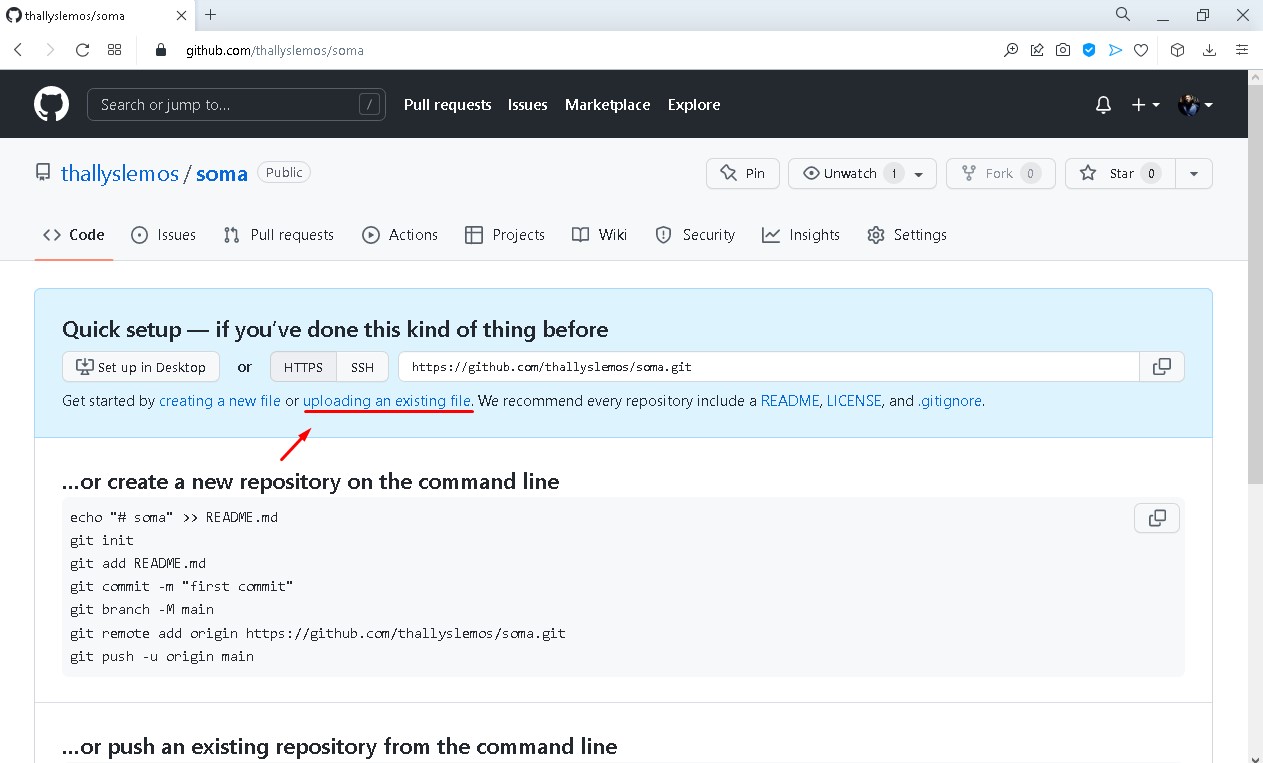 thallyslemos/soma
github.com/thallyslemos/soma
Search or jump to... / Pull requests Issues Marketplace Explore
thallyslemos / soma Public Pin Unwatch 1 Fork 0 Star 0
Code Issues Pull requests Actions Projects Wiki Security Insights Settings
Quick setup — if you've done this kind of thing before
Set up in Desktop or HTTPS SSH https://github.com/thallyslemos/soma.git
Get started by creating a new file or uploading an existing file. We recommend every repository include a README, LICENSE, and .gitignore.
...or create a new repository on the command line
echo "# soma" >> README.md
git init
git add README.md
git commit -m "first commit"
git branch -M main
git remote add origin https://github.com/thallyslemos/soma.git
git push -u origin main
...or push an existing repository from the command line